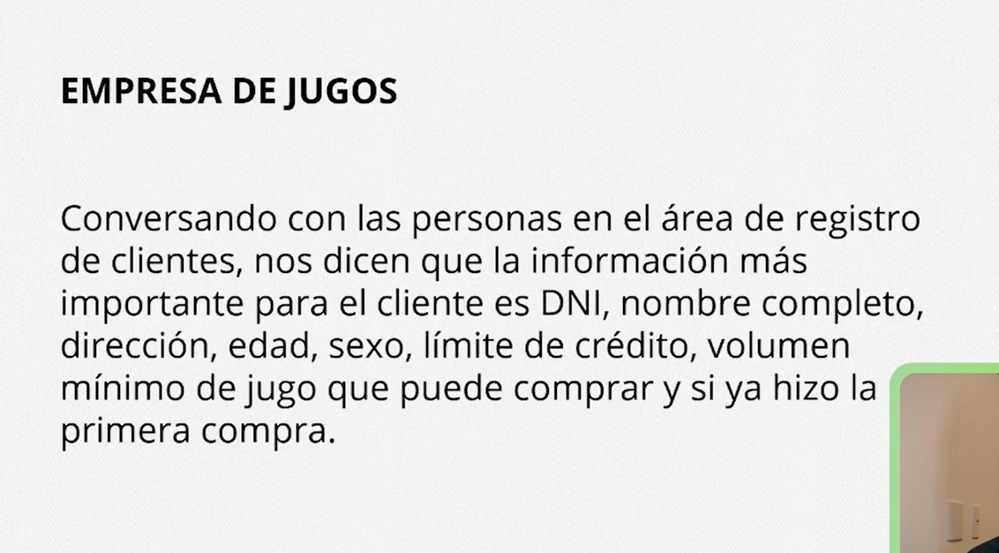 EMPRESA DE JUGOS
Conversando con las personas en el área de registro
de clientes, nos dicen que la información más
importante para el cliente es DNI, nombre completo,
dirección, edad, sexo, límite de crédito, volumen
mínimo de jugo que puede comprar y si ya hizo la
primera compra.